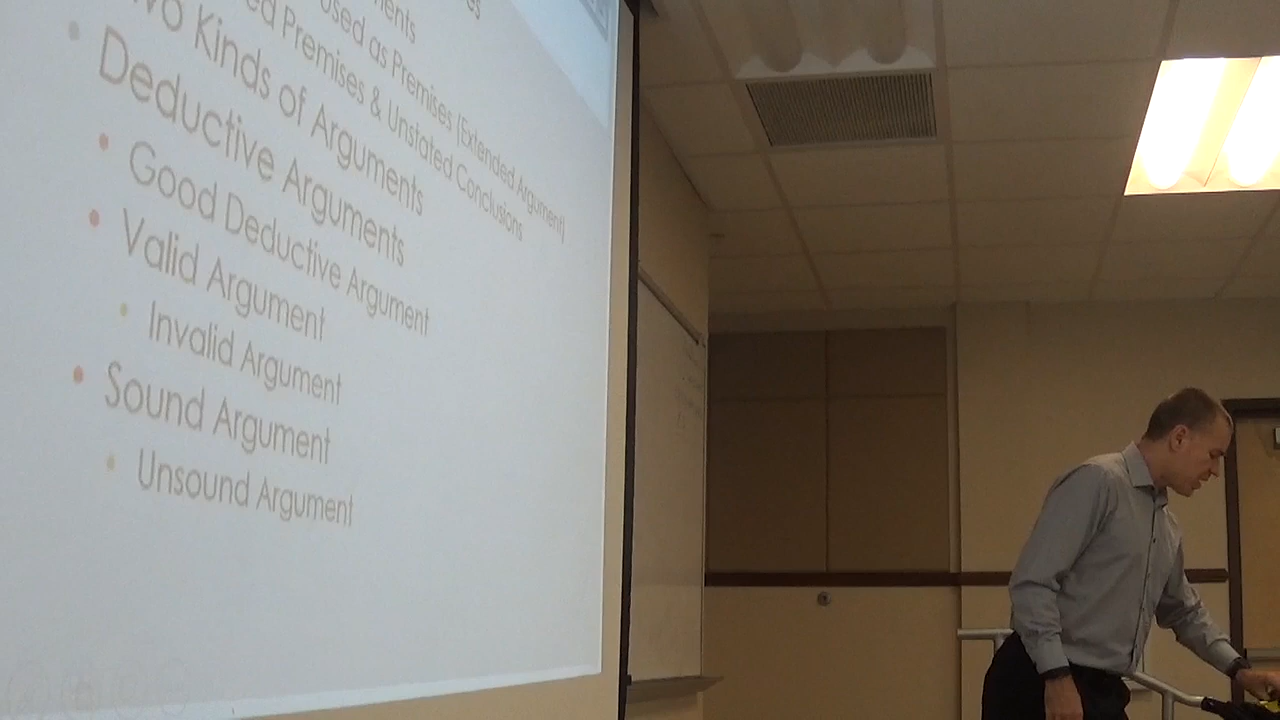 used as Premises (Extended Argument)
Premises & Unstated Conclusions
Kinds of Arguments
Deductive Arguments
Good Deductive Argument
Valid Argument
Invalid Argument
Sound Argument
Unsound Argument